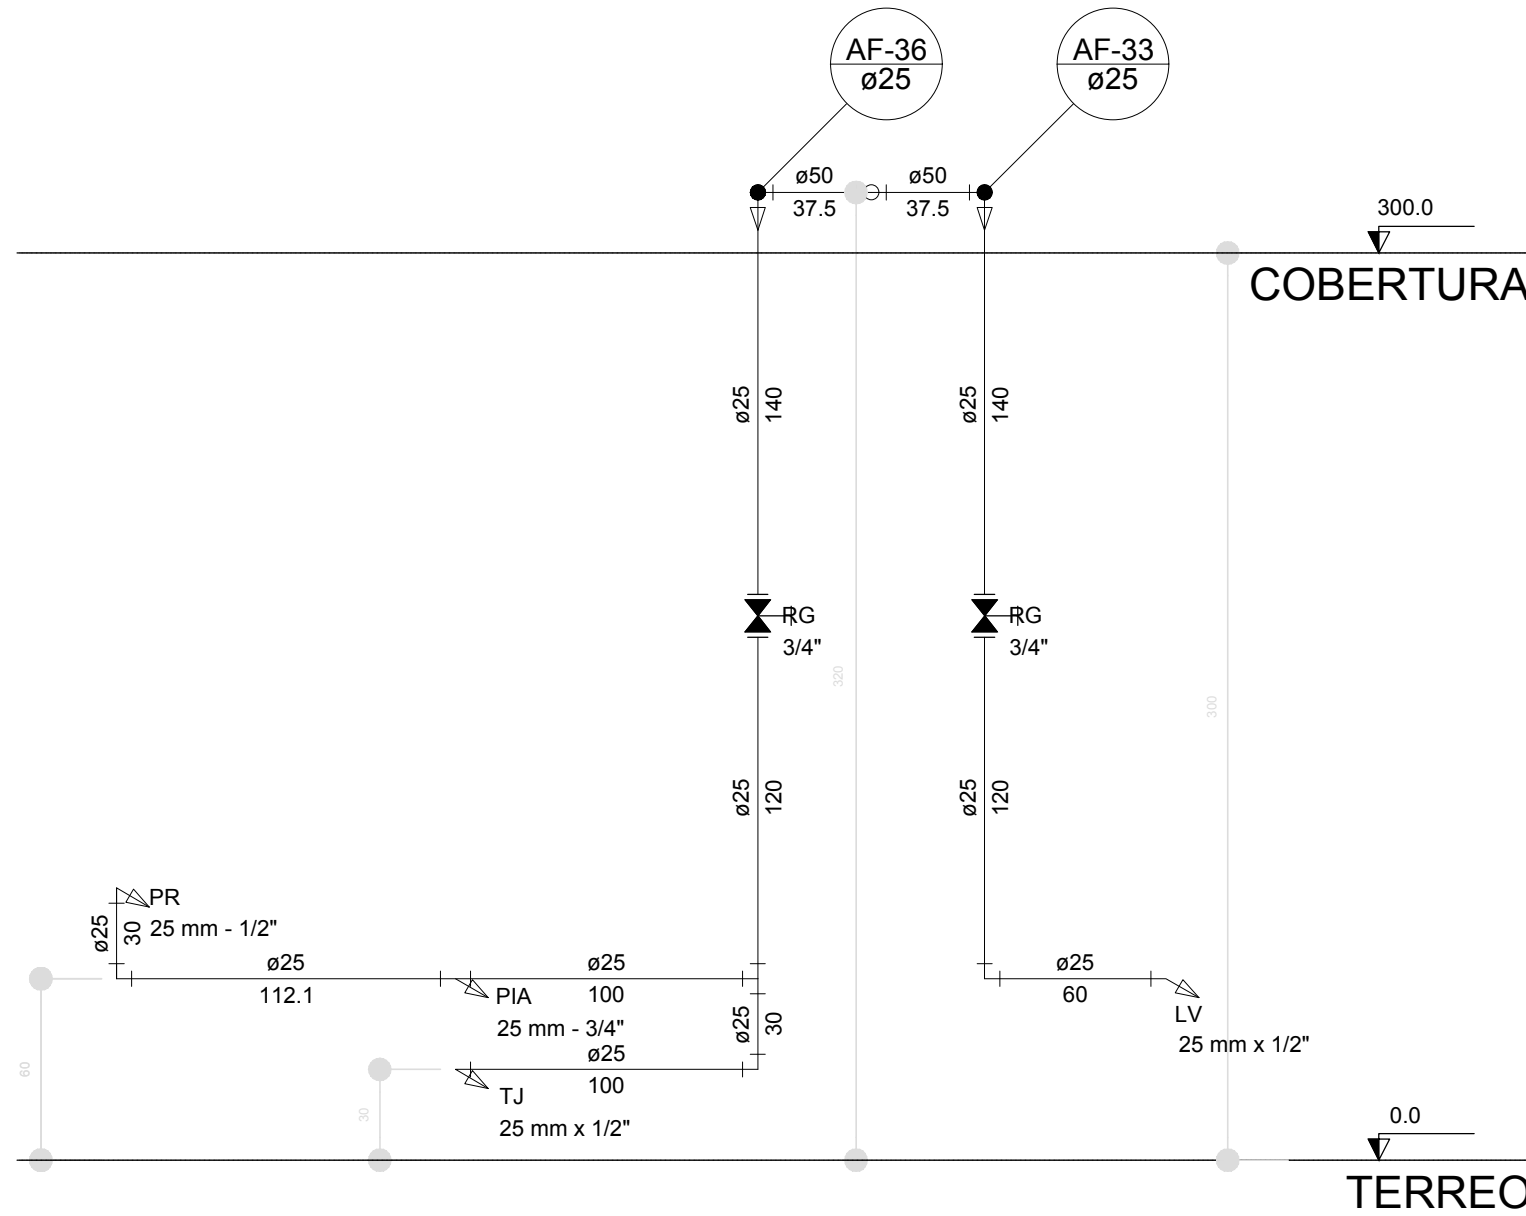 AF-36
ø25
AF-33
ø25
ø50
ø50
37.5
37.5
300.0
COBERTURA
ø25
140
ø25
140
RG
3/4"
RG
3/4"
320
300
ø25
120
ø25
120
PR
25 mm - 1/2"
ø25
30
ø25
112.1
ø25
100
PIA
25 mm - 3/4"
ø25
30
ø25
60
LV
25 mm x 1/2"
ø25
100
TJ
25 mm x 1/2"
60
30
0.0
TERREO